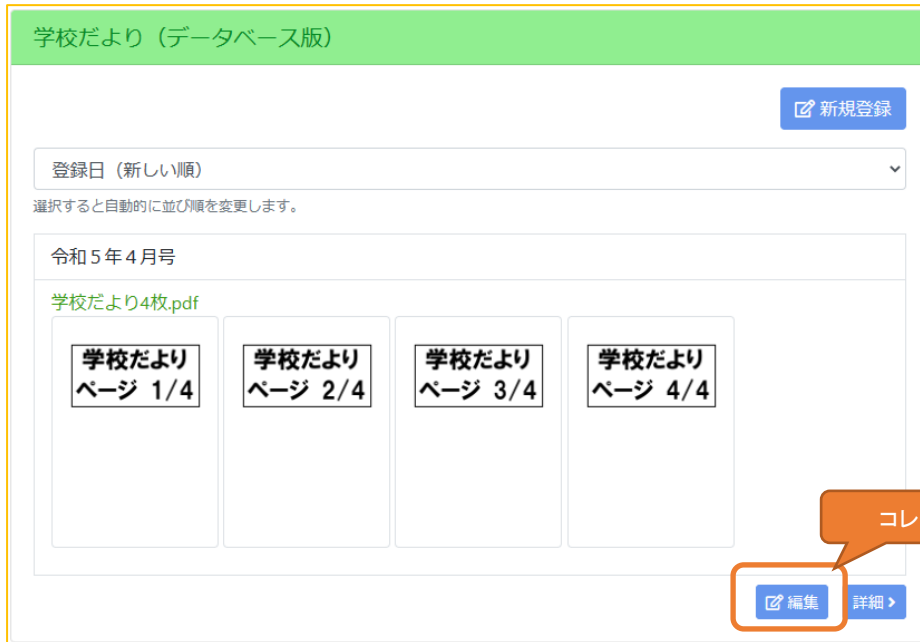 学校だより（データベース版）
新規登録
登録日（新しい順）
選択すると自動的に並び順を変更します。
令和５年４月号
学校だより4枚.pdf
学校だより
ページ 1/4
学校だより
ページ 2/4
学校だより
ページ 3/4
学校だより
ページ 4/4
コレ
編集
詳細